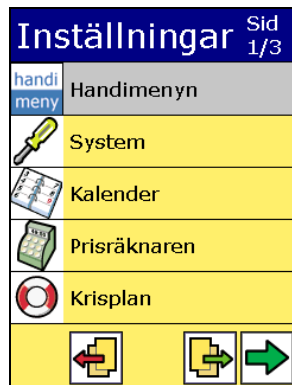 Inställningar Sid 1/3
handi meny Handimenyn
System
Kalender
Prisräknaren
Krisplan